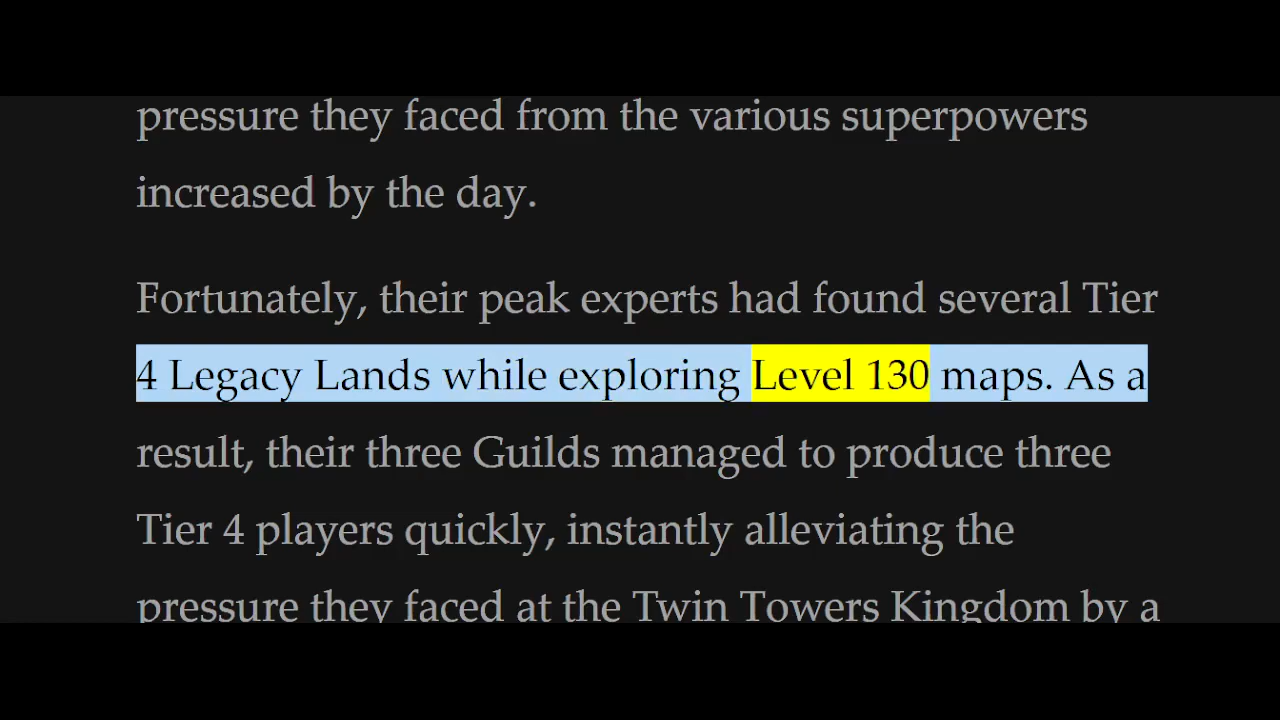 pressure they faced from the various superpowers
increased by the day.
Fortunately, their peak experts had found several Tier
4 Legacy Lands while exploring Level 130 maps. As a
result, their three Guilds managed to produce three
Tier 4 players quickly, instantly alleviating the
pressure they faced at the Twin Towers Kingdom by a